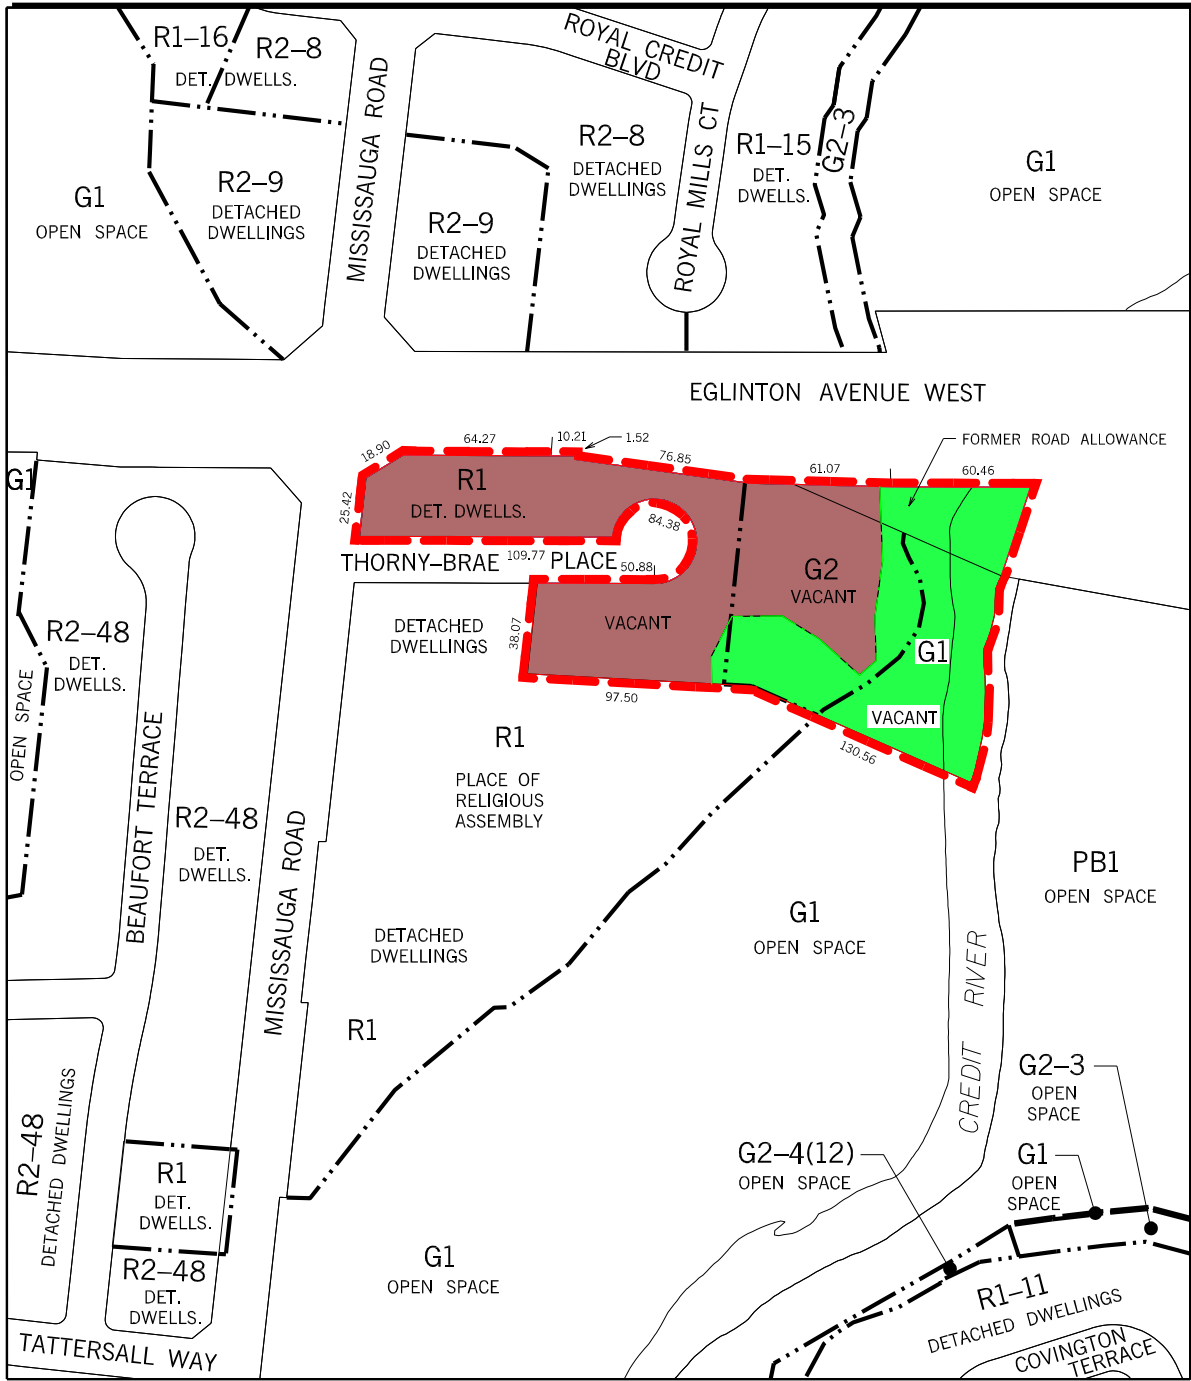 R1–16
DET. DWELLS.
R2–8
MISSISSAUGA ROAD
ROYAL CREDIT
BLVD
ROYAL MILLS CT
R2–8
DETACHED
DWELLINGS
R1–15
DET.
DWELLS.
G2–3
G1
OPEN SPACE
G1
OPEN SPACE
R2–9
DETACHED
DWELLINGS
R2–9
DETACHED
DWELLINGS
EGLINTON AVENUE WEST
FORMER ROAD ALLOWANCE
18.90
64.27
10.21
1.52
76.85
61.07
60.46
25.42
R1
DET. DWELLS.
84.38
THORNY–BRAE PLACE
109.77
50.88
G2
VACANT
VACANT
38.07
97.50
G1
VACANT
130.56
G1
R2–48
DET.
DWELLS.
OPEN SPACE
BEAUFORT TERRACE
DETACHED
DWELLINGS
R1
PLACE OF
RELIGIOUS
ASSEMBLY
R2–48
DET.
DWELLS.
MISSISSAUGA ROAD
DETACHED
DWELLINGS
R1
G1
OPEN SPACE
PB1
OPEN SPACE
CREDIT RIVER
R2–48
DETACHED DWELLINGS
R1
DET.
DWELLS.
R2–48
DET.
DWELLS.
TATTERSALL WAY
G1
OPEN SPACE
G2–4(12)
OPEN SPACE
G2–3
OPEN
SPACE
G1
OPEN
SPACE
R1–11
DETACHED DWELLINGS
COVINGTON
TERRACE